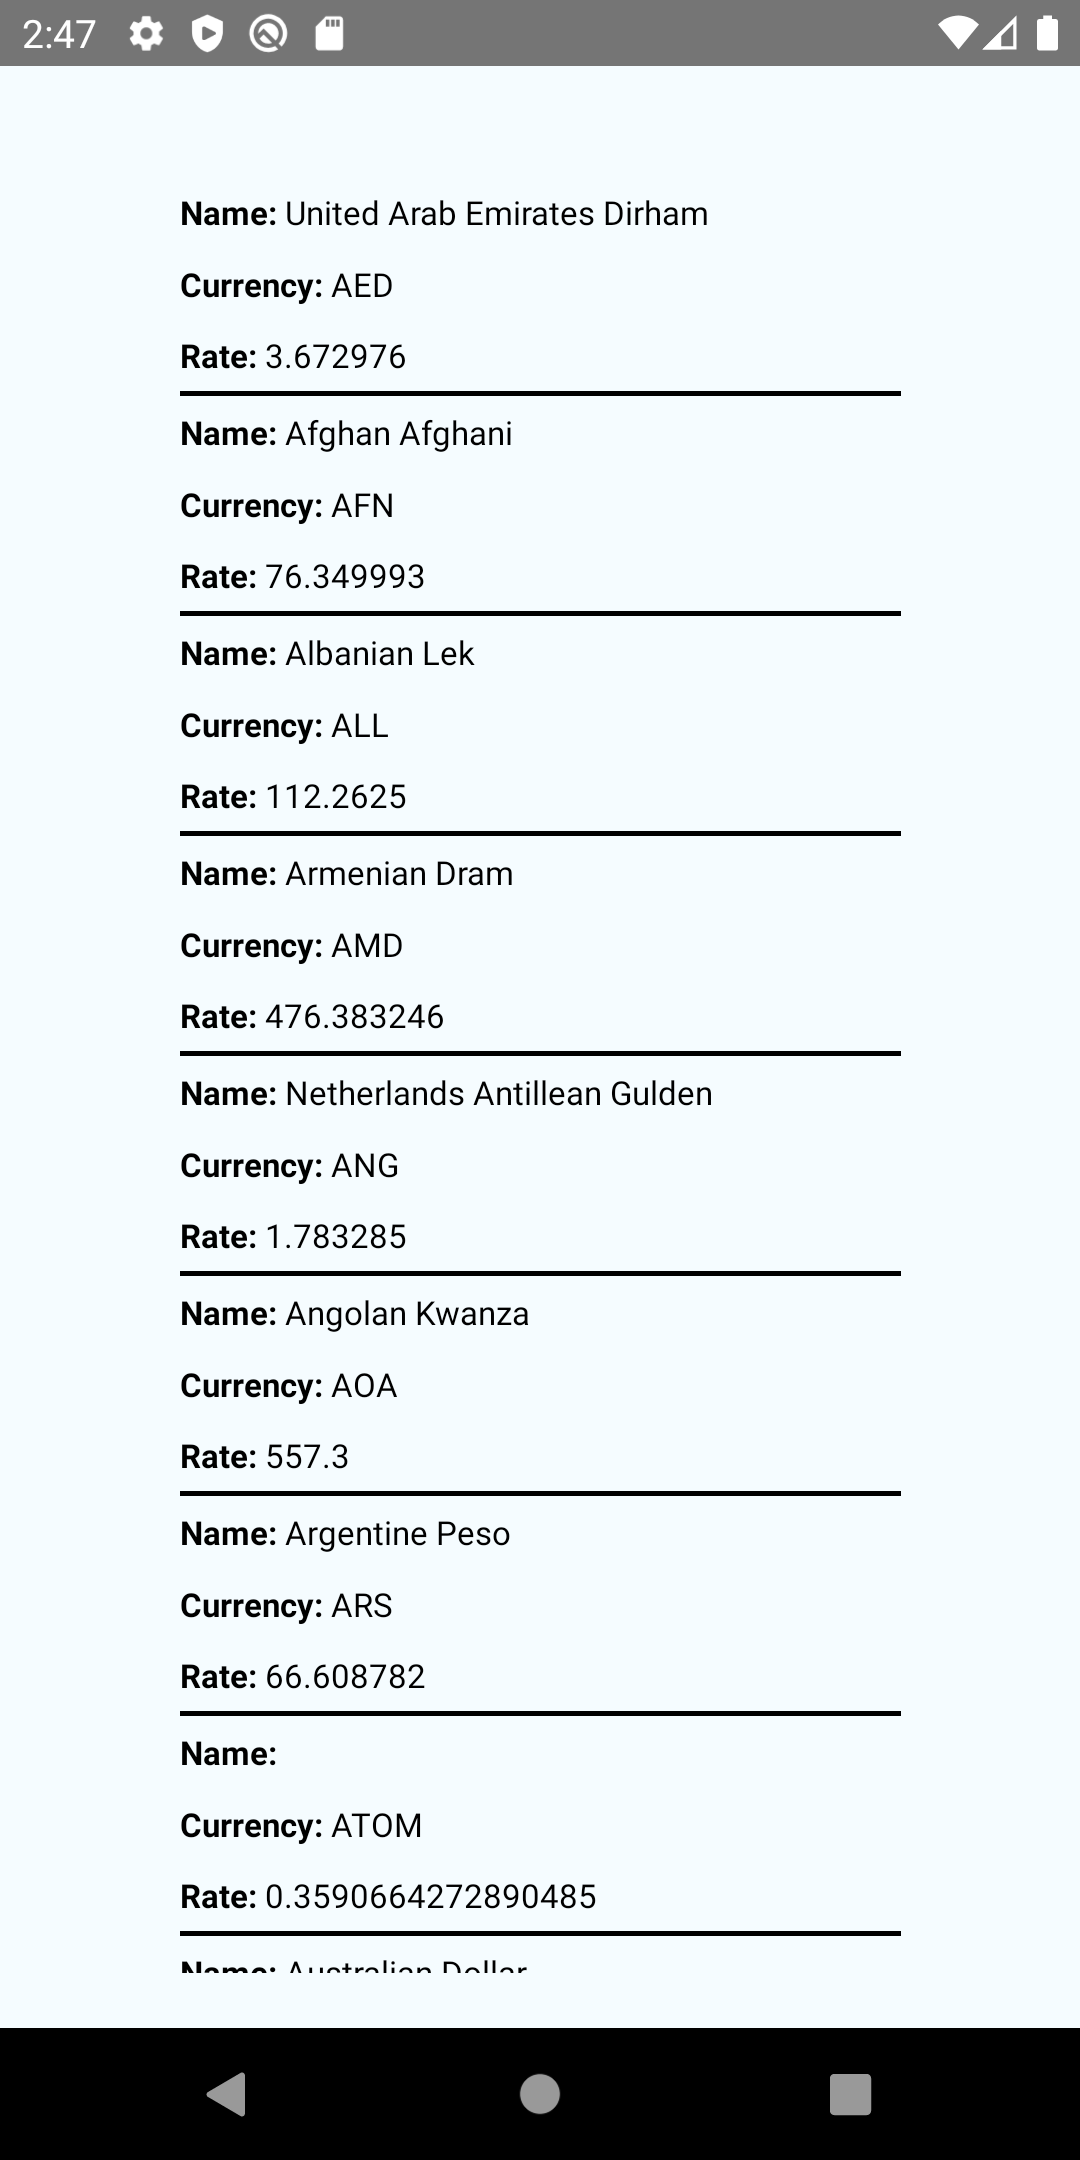 2:47
Name: United Arab Emirates Dirham
Currency: AED
Rate: 3.672976
Name: Afghan Afghani
Currency: AFN
Rate: 76.349993
Name: Albanian Lek
Currency: ALL
Rate: 112.2625
Name: Armenian Dram
Currency: AMD
Rate: 476.383246
Name: Netherlands Antillean Gulden
Currency: ANG
Rate: 1.783285
Name: Angolan Kwanza
Currency: AOA
Rate: 557.3
Name: Argentine Peso
Currency: ARS
Rate: 66.608782
Name:
Currency: ATOM
Rate: 0.3590664272890485
Name: Australian Dollar